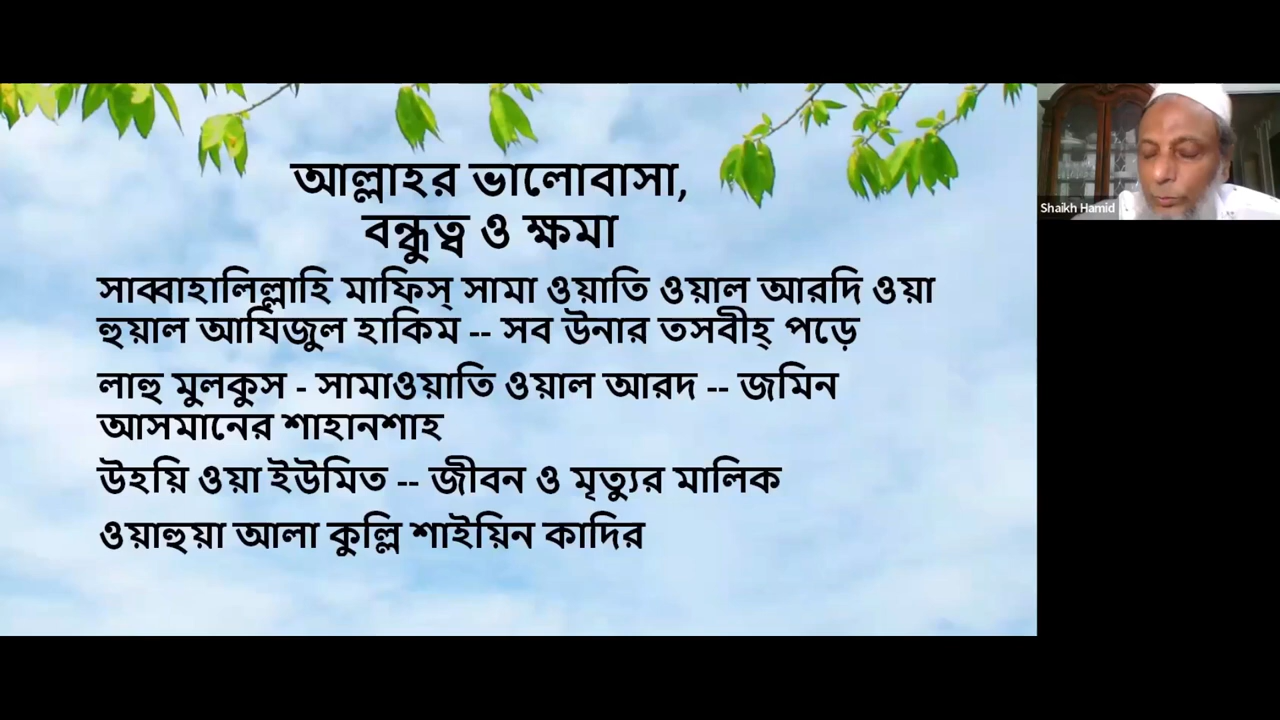 আল্লাহর ভালোবাসা,
বন্ধুত্ব ও ক্ষমা
সাব্বাহালিল্লাহি মাফিস্ সামা ওয়াতি ওয়াল আরদি ওয়া
হুয়াল আযিজুল হাকিম -- সব উনার তসবীহ্ পড়ে
লাহু মুলকুস - সামাওয়াতি ওয়াল আরদ -- জমিন
আসমানের শাহানশাহ
উহয়ি ওয়া ইউমিত -- জীবন ও মৃত্যুর মালিক
ওয়াহুয়া আলা কুল্লি শাইয়িন কাদির
Shaikh Hamid